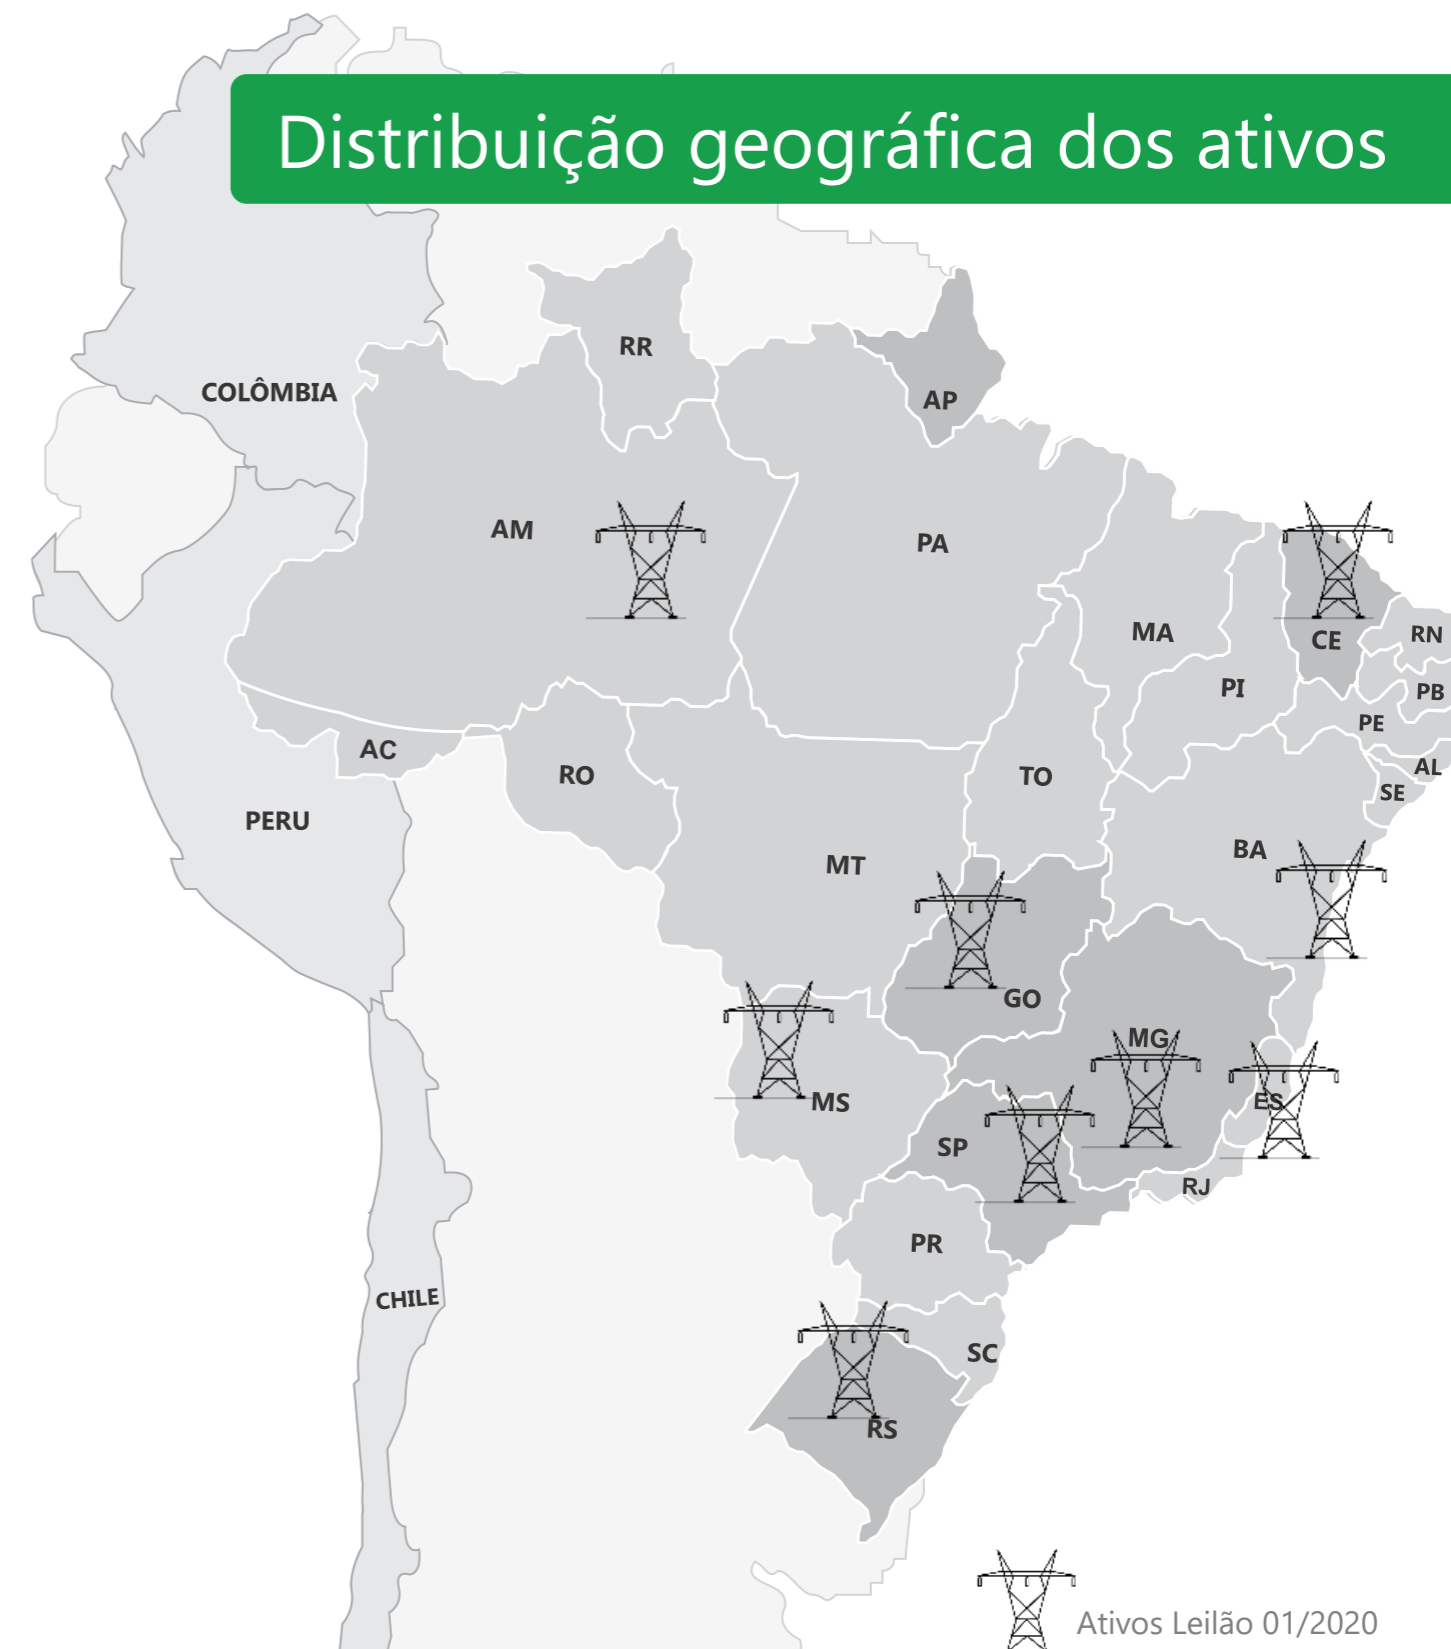 Distribuição geográfica dos ativos
RR
COLÔMBIA
AP
AM
PA
MA
CE
RN
PI
PB
PE
AC
RO
TO
AL
SE
PERU
MT
BA
GO
MG
MS
ES
SP
RJ
PR
CHILE
SC
RS
Ativos Leilão 01/2020